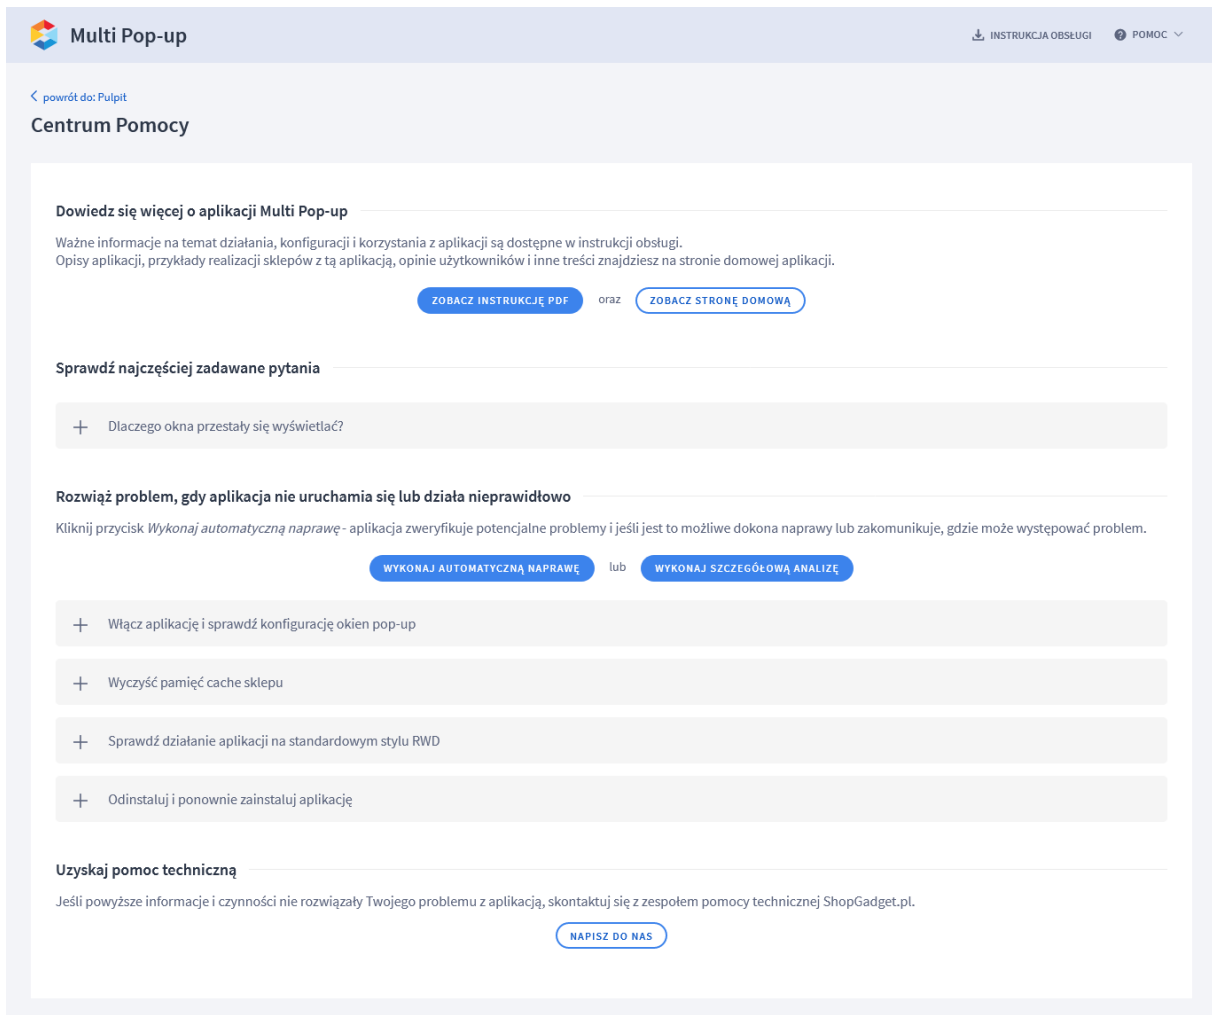 Multi Pop-up
INSTRUKCJA OBSŁUGI
POMOC
powrót do: Pulpit
Centrum Pomocy
Dowiedz się więcej o aplikacji Multi Pop-up
Ważne informacje na temat działania, konfiguracji i korzystania z aplikacji są dostępne w instrukcji obsługi.
Opisy aplikacji, przykłady realizacji sklepów z tą aplikacją, opinie użytkowników i inne treści znajdziesz na stronie domowej aplikacji.
ZOBACZ INSTRUKCJĘ PDF oraz ZOBACZ STRONĘ DOMOWĄ
Sprawdź najczęściej zadawane pytania
Dlaczego okna przestały się wyświetlać?
Rozwiąż problem, gdy aplikacja nie uruchamia się lub działa nieprawidłowo
Kliknij przycisk Wykonaj automatyczną naprawę - aplikacja zweryfikuje potencjalne problemy i jeśli jest to możliwe dokona naprawy lub zakomunikuje, gdzie może występować problem.
WYKONAJ AUTOMATYCZNĄ NAPRAWĘ lub WYKONAJ SZCZEGÓŁOWĄ ANALIZĘ
Włącz aplikację i sprawdź konfigurację okien pop-up
Wyczyść pamięć cache sklepu
Sprawdź działanie aplikacji na standardowym stylu RWD
Odinstaluj i ponownie zainstaluj aplikację
Uzyskaj pomoc techniczną
Jeśli powyższe informacje i czynności nie rozwiązały Twojego problemu z aplikacją, skontaktuj się z zespołem pomocy technicznej ShopGadget.pl.
NAPISZ DO NAS